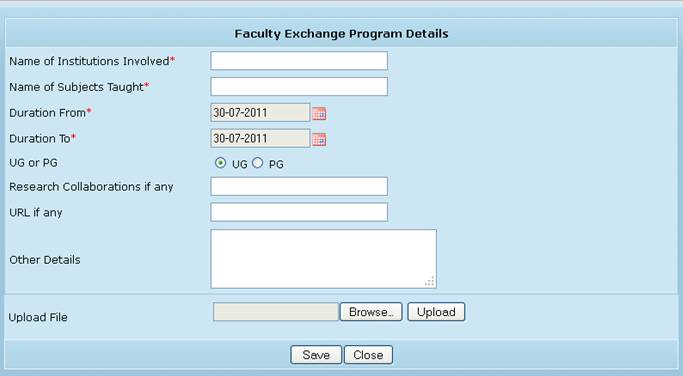 Faculty Exchange Program Details
Name of Institutions Involved*
Name of Subjects Taught*
Duration From* 30-07-2011
Duration To* 30-07-2011
UG or PG UG PG
Research Collaborations if any
URL if any
Other Details
Upload File Browse... Upload
Save Close